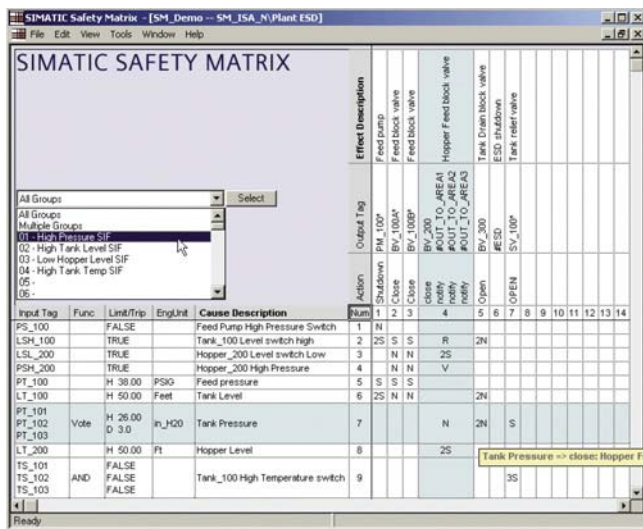 SIMATIC Safety Matrix - [SM_Demo -- SM_ISA_N\Plant ESD]
File Edit View Tools Window Help
SIMATIC SAFETY MATRIX
All Groups
Select
All Groups
Multiple Groups
01 - High Pressure SIF
02 - High Tank Level SIF
03 - Low Hopper Level SIF
04 - High Tank Temp SIF
05 -
06 -
Effect Description
Feed pump
Feed block valve
Feed block valve
Hopper Feed block valve
Tank Drain block valve
ESD shutdown
Tank relief valve
Output Tag
PM_100*
BV_100A*
BV_100B*
BV_200
#OUT_TO_AREA1
#OUT_TO_AREA2
#OUT_TO_AREA3
BV_300
#ESD
SV_100*
Action
Shutdown
Close
Close
close
notify
notify
notify
Open
OPEN
Input Tag Func Limit/Trip EngUnit Cause Description Num 1 2 3 4 5 6 7 8 9 10 11 12 13 14
PS_100 FALSE Feed Pump High Pressure Switch 1 N
LSH_100 TRUE Tank_100 Level switch high 2 2S S S R 2N
LSL_200 TRUE Hopper_200 Level switch Low 3 N N 2S
PSH_200 TRUE Hopper_200 High Pressure 4 N N V
PT_100 H 38.00 PSIG Feed pressure 5 S S S
LT_100 H 50.00 Feet Tank Level 6 2S N N 2N
PT_101
PT_102 Vote H 26.00 in_H20 Tank Pressure 7 N 2N S
PT_103 D 3.0
LT_200 H 50.00 Ft Hopper Level 8 2S
Tank Pressure => close: Hopper F
TS_101 FALSE
TS_102 AND FALSE Tank_100 High Temperature switch 9 3S
TS_103 FALSE
Ready